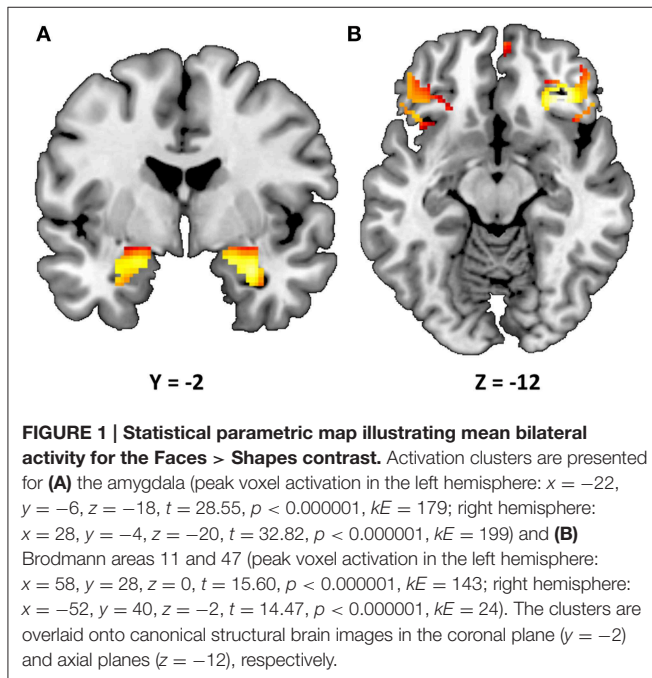 A
B
Y = -2
Z = -12
FIGURE 1 | Statistical parametric map illustrating mean bilateral
activity for the Faces > Shapes contrast. Activation clusters are presented
for (A) the amygdala (peak voxel activation in the left hemisphere: x = −22,
y = −6, z = −18, t = 28.55, p < 0.000001, kE = 179; right hemisphere:
x = 28, y = −4, z = −20, t = 32.82, p < 0.000001, kE = 199) and (B)
Brodmann areas 11 and 47 (peak voxel activation in the left hemisphere:
x = 58, y = 28, z = 0, t = 15.60, p < 0.000001, kE = 143; right hemisphere:
x = −52, y = 40, z = −2, t = 14.47, p < 0.000001, kE = 24). The clusters are
overlaid onto canonical structural brain images in the coronal plane (y = −2)
and axial planes (z = −12), respectively.